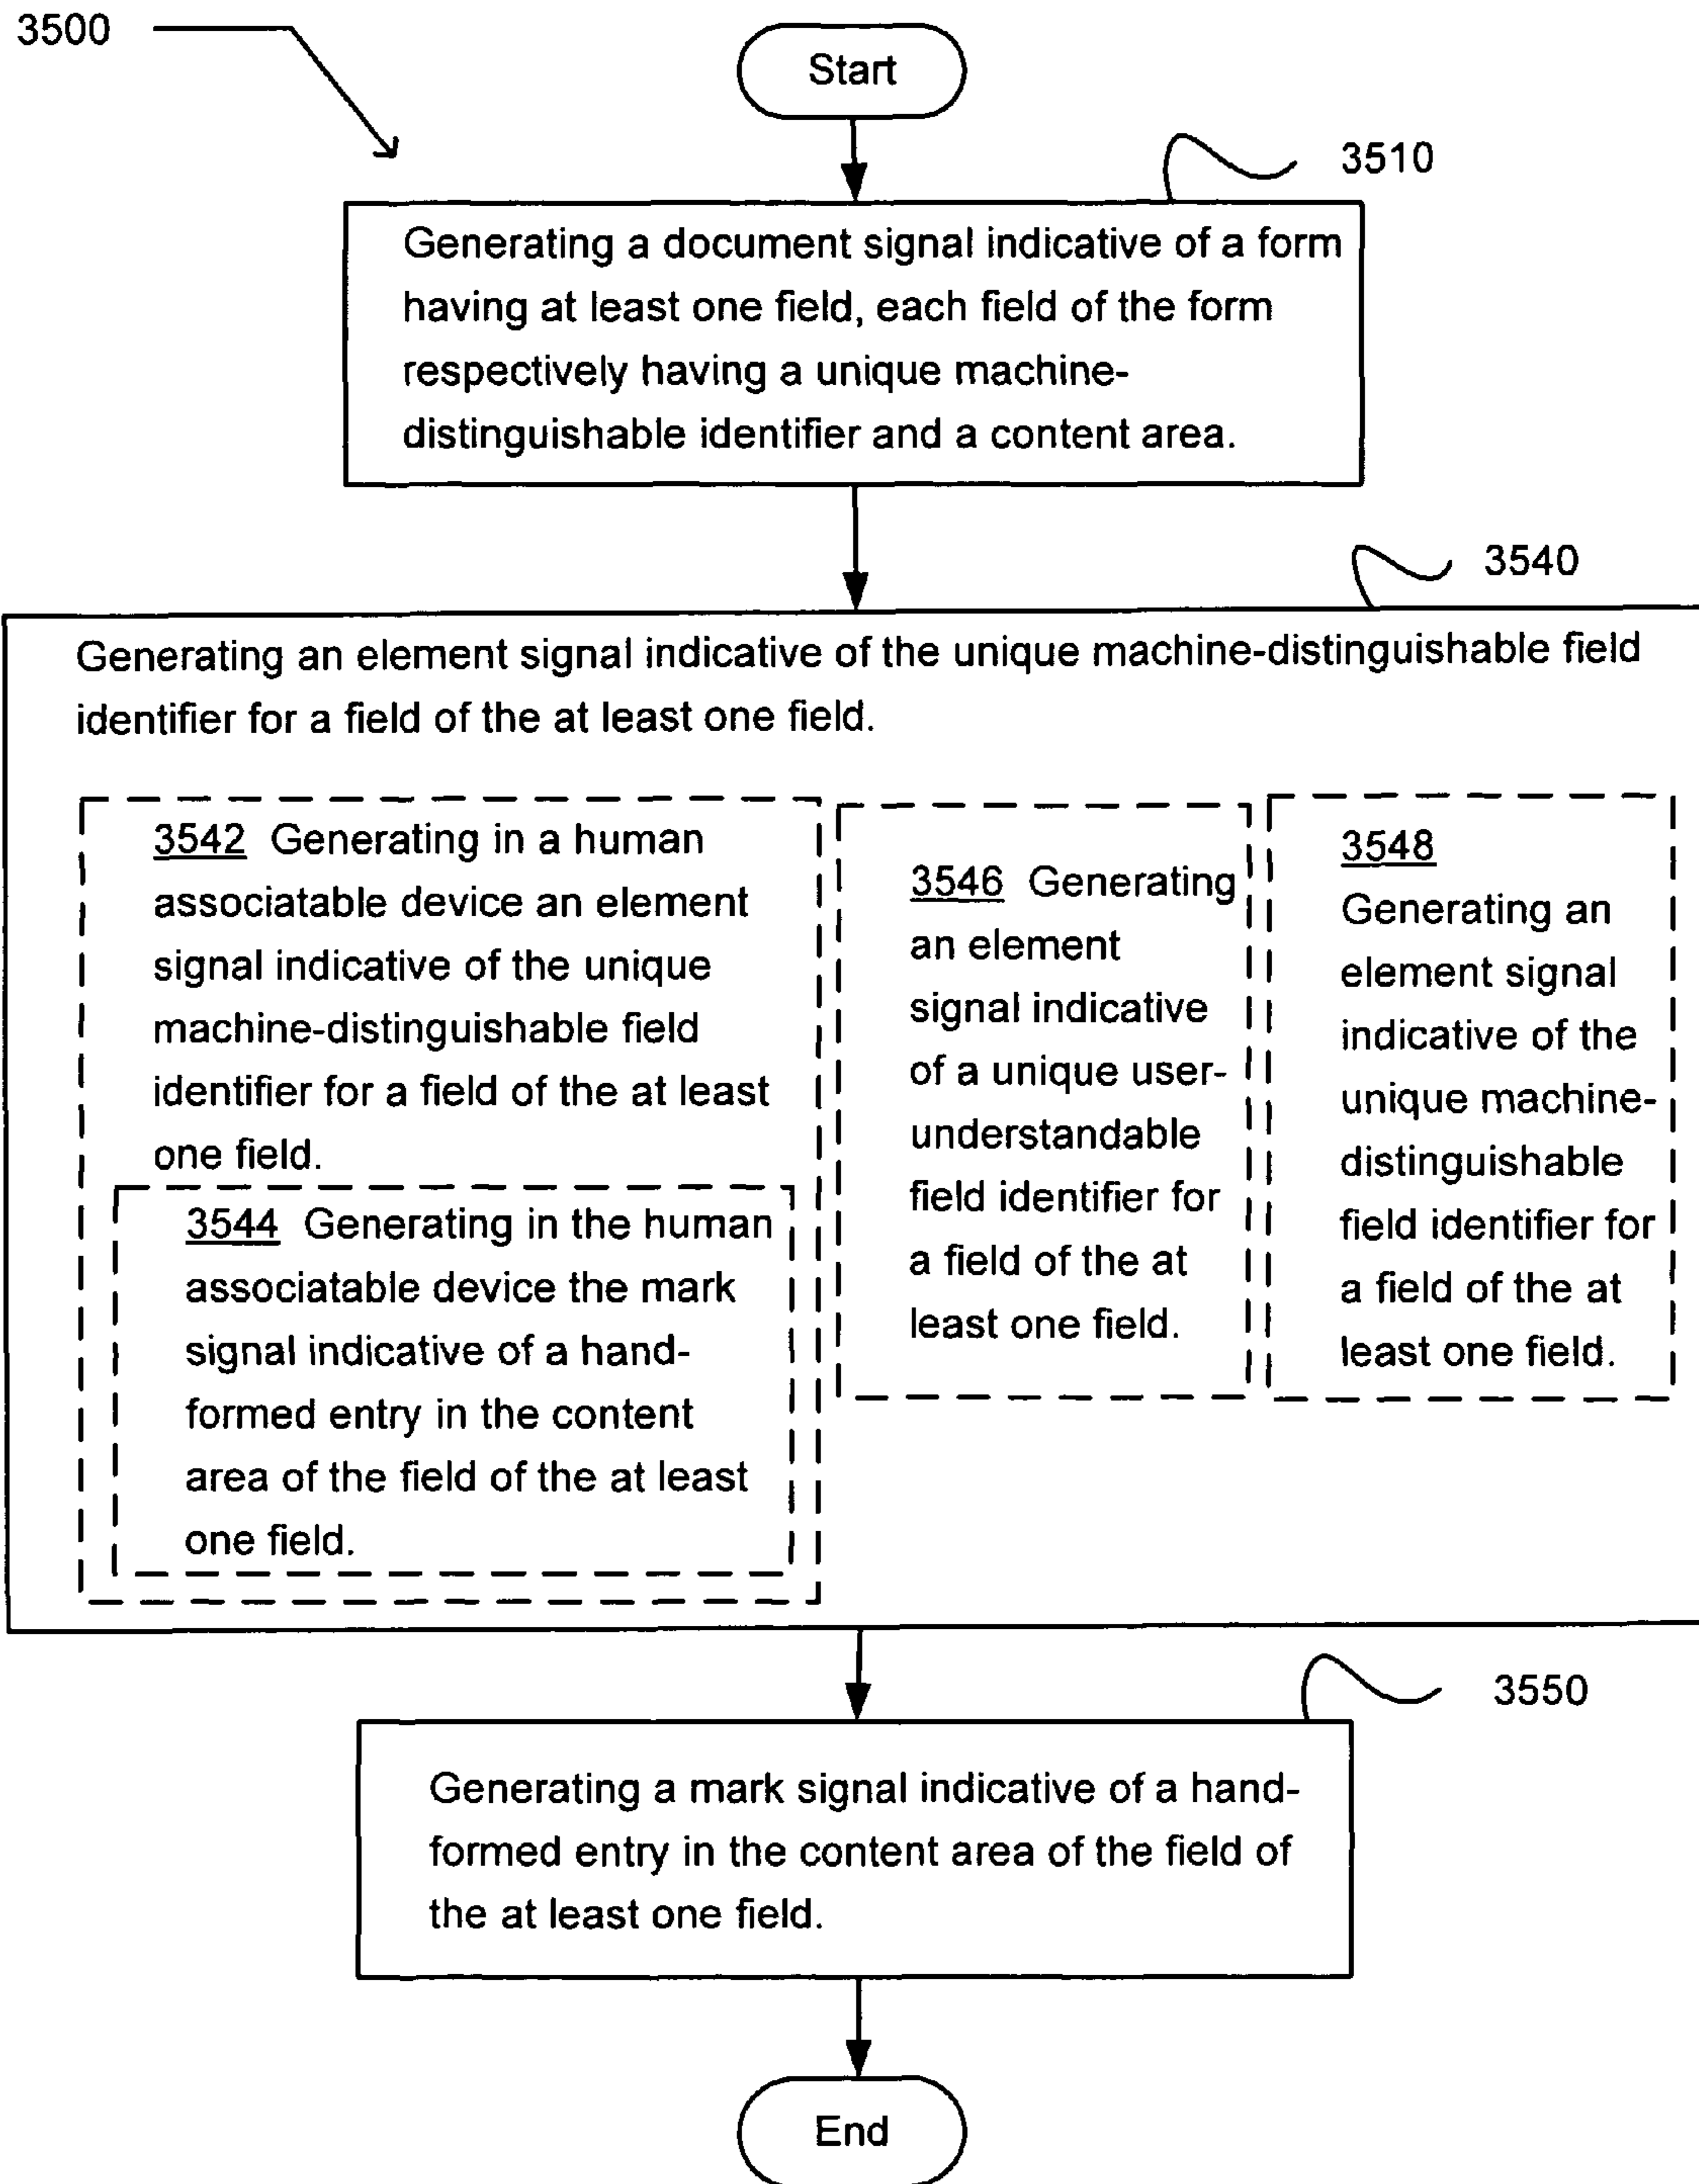 3500
Start
3510
Generating a document signal indicative of a form
having at least one field, each field of the form
respectively having a unique machine-
distinguishable identifier and a content area.
3540
Generating an element signal indicative of the unique machine-distinguishable field
identifier for a field of the at least one field.
3542 Generating in a human
associatable device an element
signal indicative of the unique
machine-distinguishable field
identifier for a field of the at least
one field.
3544 Generating in the human
associatable device the mark
signal indicative of a hand-
formed entry in the content
area of the field of the at least
one field.
3546 Generating
an element
signal indicative
of a unique user-
understandable
field identifier for
a field of the at
least one field.
3548
Generating an
element signal
indicative of the
unique machine-
distinguishable
field identifier for
a field of the at
least one field.
3550
Generating a mark signal indicative of a hand-
formed entry in the content area of the field of
the at least one field.
End